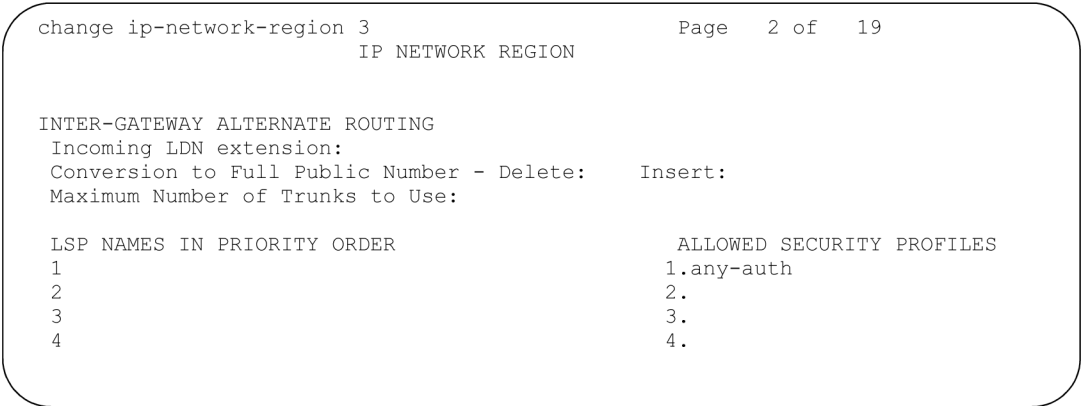 change ip-network-region 3 Page 2 of 19
IP NETWORK REGION
INTER-GATEWAY ALTERNATE ROUTING
Incoming LDN extension:
Conversion to Full Public Number - Delete: Insert:
Maximum Number of Trunks to Use:
LSP NAMES IN PRIORITY ORDER ALLOWED SECURITY PROFILES
1 1.any-auth
2 2.
3 3.
4 4.